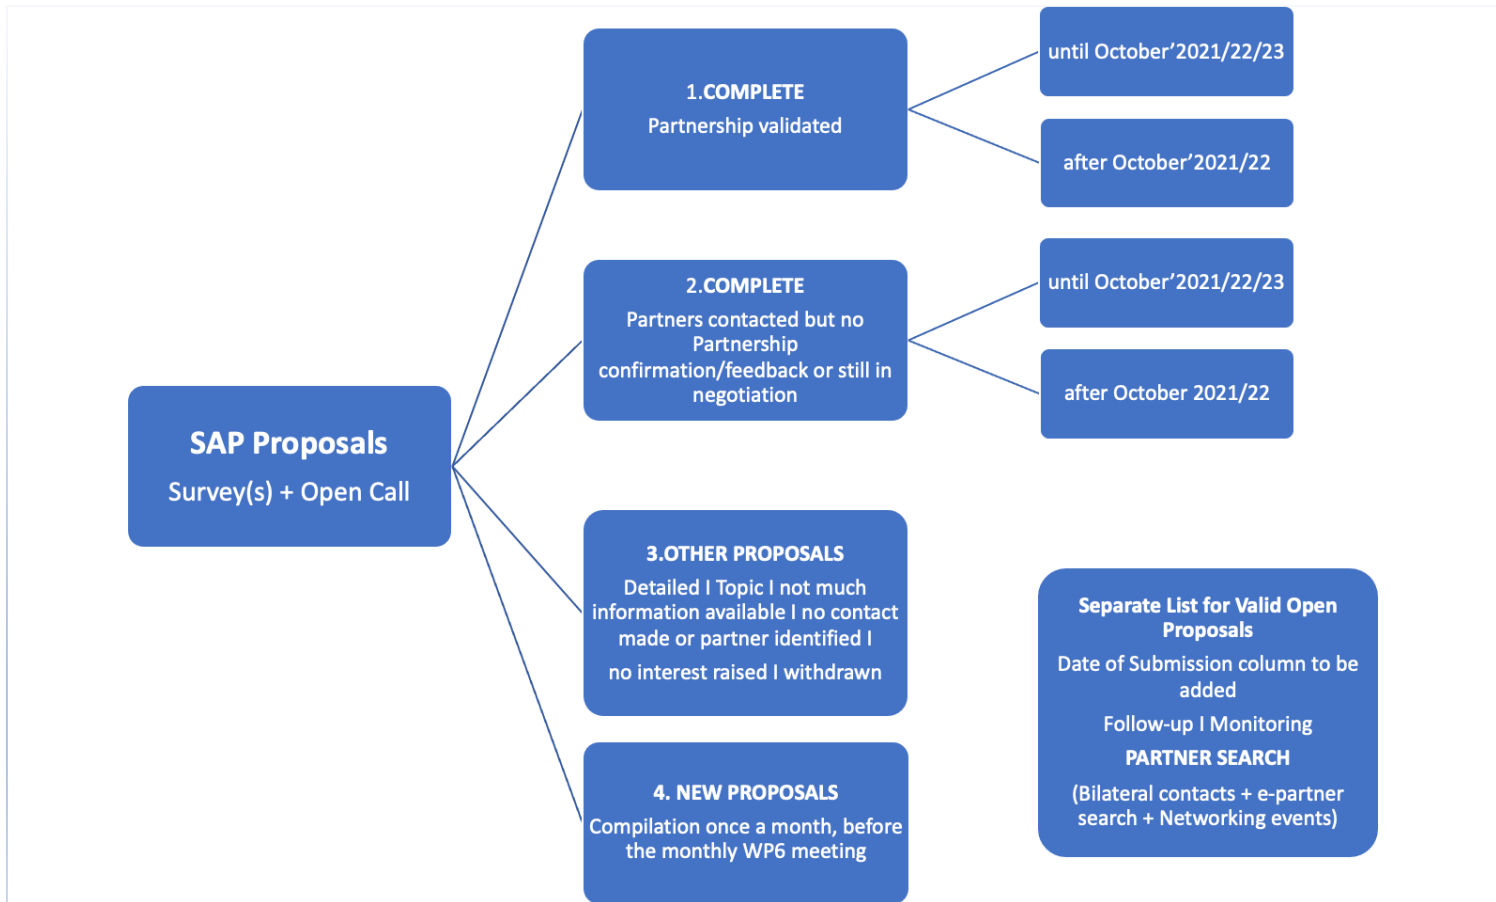 SAP Proposals
Survey(s) + Open Call
1.COMPLETE
Partnership validated
until October’2021/22/23
after October’2021/22
2.COMPLETE
Partners contacted but no
Partnership
confirmation/feedback or still in
negotiation
until October’2021/22/23
after October 2021/22
3.OTHER PROPOSALS
Detailed I Topic I not much
information available I no contact
made or partner identified I
no interest raised I withdrawn
4. NEW PROPOSALS
Compilation once a month, before
the monthly WP6 meeting
Separate List for Valid Open
Proposals
Date of Submission column to be
added
Follow-up I Monitoring
PARTNER SEARCH
(Bilateral contacts + e-partner
search + Networking events)